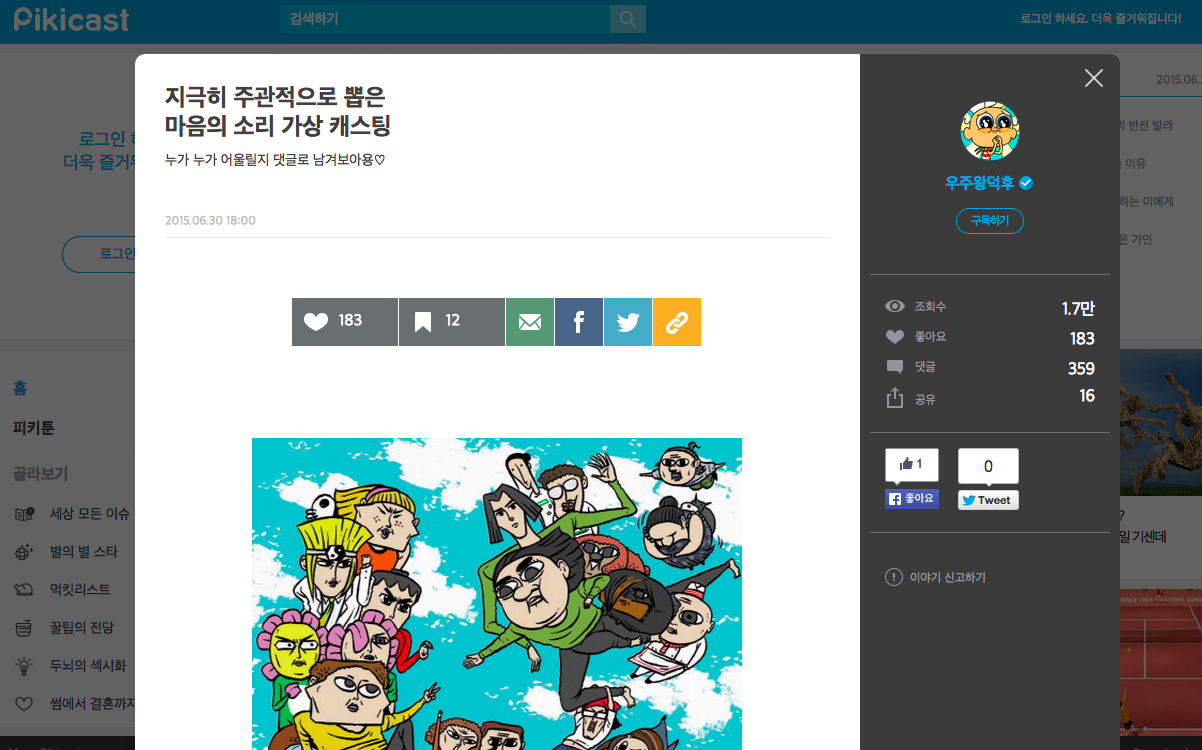 Pikicast
검색하기
로그인 하세요. 더욱 즐거워집니다!
로그인
더욱 즐거
로그인
홈
피키툰
골라보기
세상 모든 이슈
별의 별 스타
먹킷리스트
꿀팁의 전당
두뇌의 섹시화
썸에서 결혼까지
지극히 주관적으로 뽑은
마음의 소리 가상 캐스팅
누가 누가 어울릴지 댓글로 남겨보아용♡
2015.06.30 18:00
183
12
우주왕덕후
구독하기
조회수 1.7만
좋아요 183
댓글 359
공유 16
1
0
좋아요
Tweet
이야기 신고하기
2015.06.
반전 발라
이유
하는 이에게
은 가인
?
일 기센데